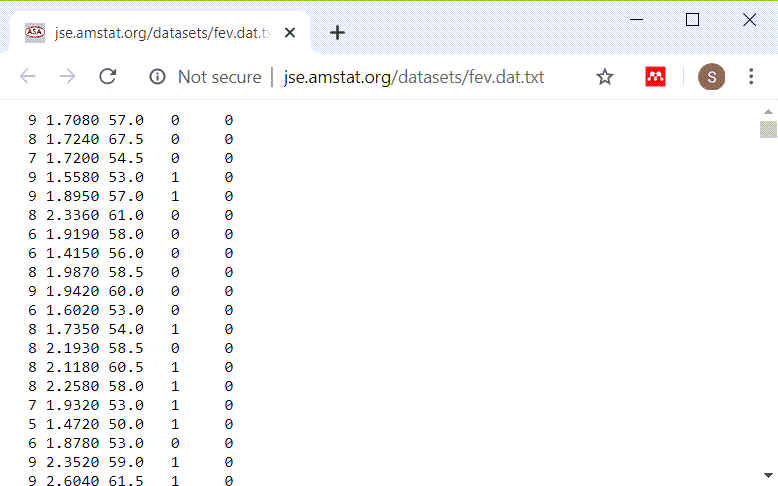 ASA jse.amstat.org/datasets/fev.dat.tx
Not secure | jse.amstat.org/datasets/fev.dat.txt S
9 1.7080 57.0 0 0
8 1.7240 67.5 0 0
7 1.7200 54.5 0 0
9 1.5580 53.0 1 0
9 1.8950 57.0 1 0
8 2.3360 61.0 0 0
6 1.9190 58.0 0 0
6 1.4150 56.0 0 0
8 1.9870 58.5 0 0
9 1.9420 60.0 0 0
6 1.6020 53.0 0 0
8 1.7350 54.0 1 0
8 2.1930 58.5 0 0
8 2.1180 60.5 1 0
8 2.2580 58.0 1 0
7 1.9320 53.0 1 0
5 1.4720 50.0 1 0
6 1.8780 53.0 0 0
9 2.3520 59.0 1 0
9 2.6040 61.5 1 0